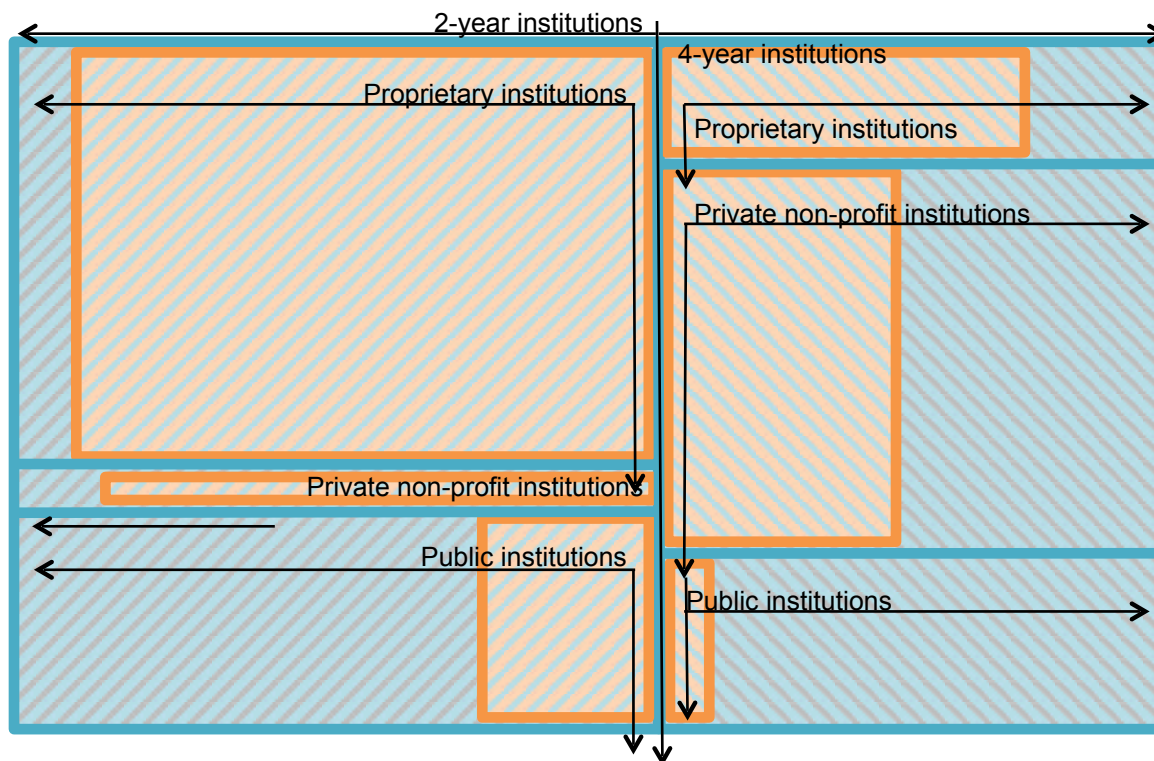 2-year institutions
4-year institutions
Proprietary institutions
Proprietary institutions
Private non-profit institutions
Private non-profit institutions
Public institutions
Public institutions